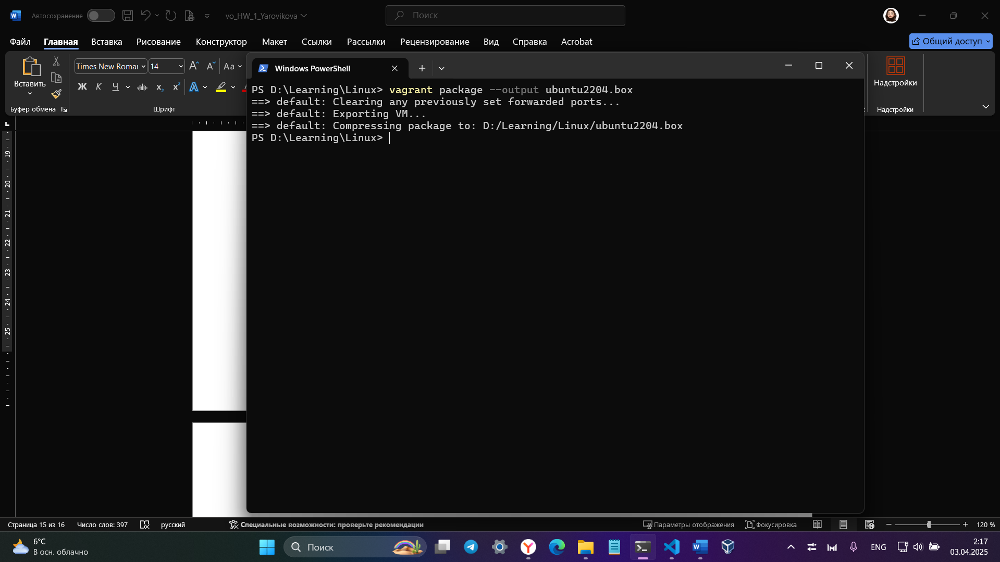 Автосохранение
vo_HW_1_Yarovikova
Поиск
Файл Главная Вставка Рисование Конструктор Макет Ссылки Рассылки Рецензирование Вид Справка Acrobat
Общий доступ
Вставить
Times New Roman 14
Aa
Ж К Ч ab x₂ x² A
Буфер обмена
Шрифт
Надстройки
Надстройки
Windows PowerShell
PS D:\Learning\Linux> vagrant package --output ubuntu2204.box
==> default: Clearing any previously set forwarded ports...
==> default: Exporting VM...
==> default: Compressing package to: D:/Learning/Linux/ubuntu2204.box
PS D:\Learning\Linux>
19
20
21
22
23
24
25
Страница 15 из 16 Число слов: 397 русский Специальные возможности: проверьте рекомендации Параметры отображения Фокусировка 120 %
6°C
В осн. облачно
Поиск
ENG
2:17
03.04.2025